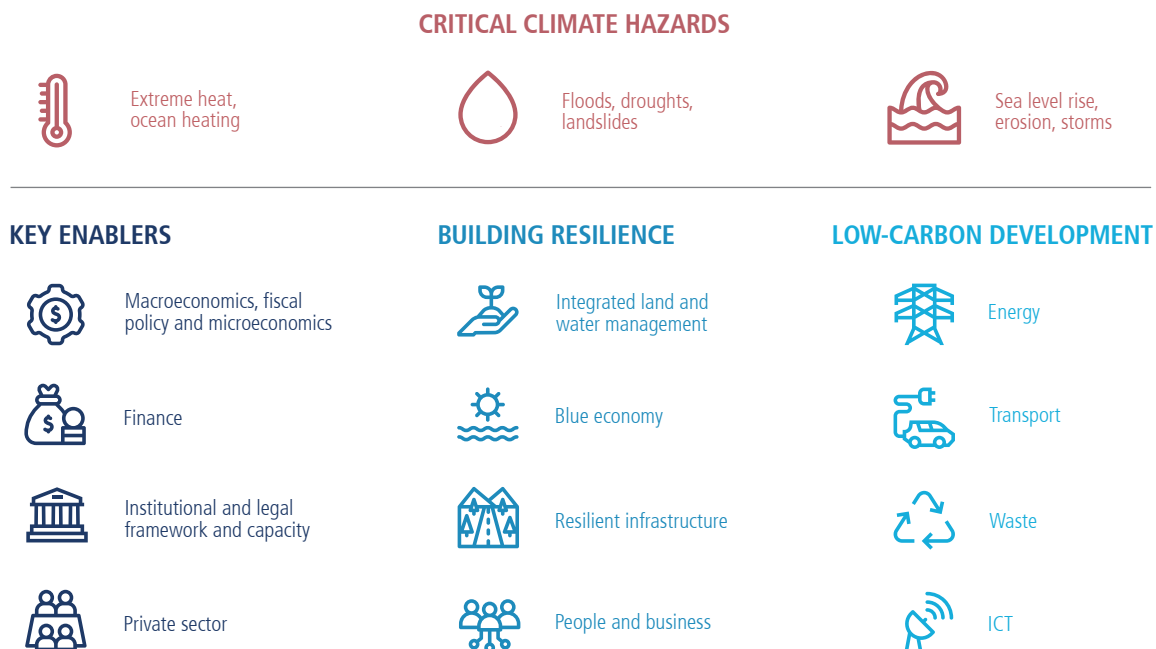 CRITICAL CLIMATE HAZARDS
Extreme heat,
ocean heating
Floods, droughts,
landslides
Sea level rise,
erosion, storms
KEY ENABLERS
Macroeconomics, fiscal
policy and microeconomics
$
Finance
$
Institutional and legal
framework and capacity
Private sector
BUILDING RESILIENCE
Integrated land and
water management
Blue economy
Resilient infrastructure
People and business
LOW-CARBON DEVELOPMENT
Energy
Transport
Waste
ICT